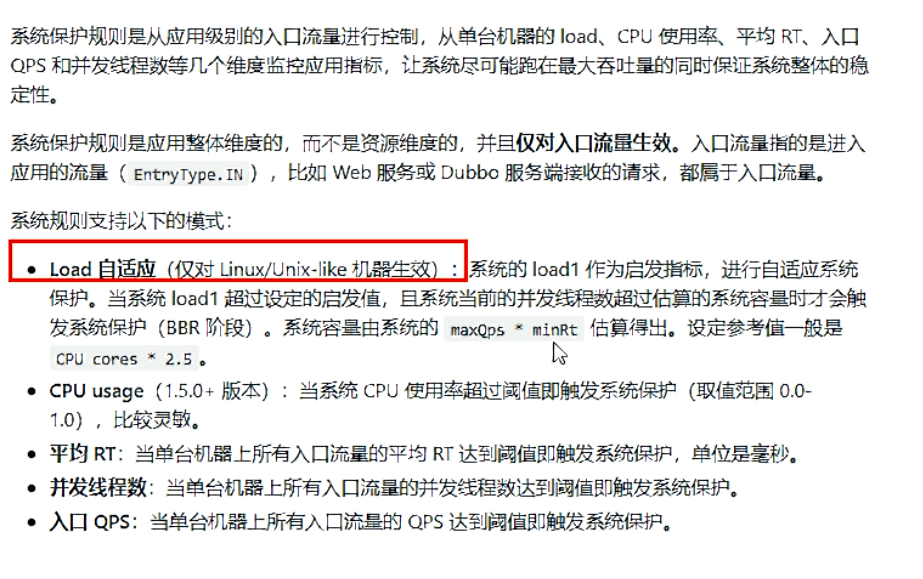 系统保护规则是从应用级别的入口流量进行控制，从单台机器的 load、CPU 使用率、平均 RT、入口
QPS 和并发线程数等几个维度监控应用指标，让系统尽可能跑在最大吞吐量的同时保证系统整体的稳
定性。
系统保护规则是应用整体维度的，而不是资源维度的，并且仅对入口流量生效。入口流量指的是进入
应用的流量（EntryType.IN），比如 Web 服务或 Dubbo 服务端接收的请求，都属于入口流量。
系统规则支持以下的模式：
• Load 自适应（仅对 Linux/Unix-like 机器生效）：系统的 load1 作为启发指标，进行自适应系统
保护。当系统 load1 超过设定的启发值，且系统当前的并发线程数超过估算的系统容量时才会触
发系统保护（BBR 阶段）。系统容量由系统的 maxQps * minRt 估算得出。设定参考值一般是
CPU cores * 2.5。
• CPU usage（1.5.0+ 版本）：当系统 CPU 使用率超过阈值即触发系统保护（取值范围 0.0-
1.0），比较灵敏。
• 平均 RT：当单台机器上所有入口流量的平均 RT 达到阈值即触发系统保护，单位是毫秒。
• 并发线程数：当单台机器上所有入口流量的并发线程数达到阈值即触发系统保护。
• 入口 QPS：当单台机器上所有入口流量的 QPS 达到阈值即触发系统保护。